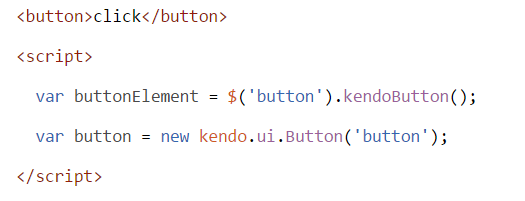 <button>click</button>
<script>
var buttonElement = $('button').kendoButton();
var button = new kendo.ui.Button('button');
</script>